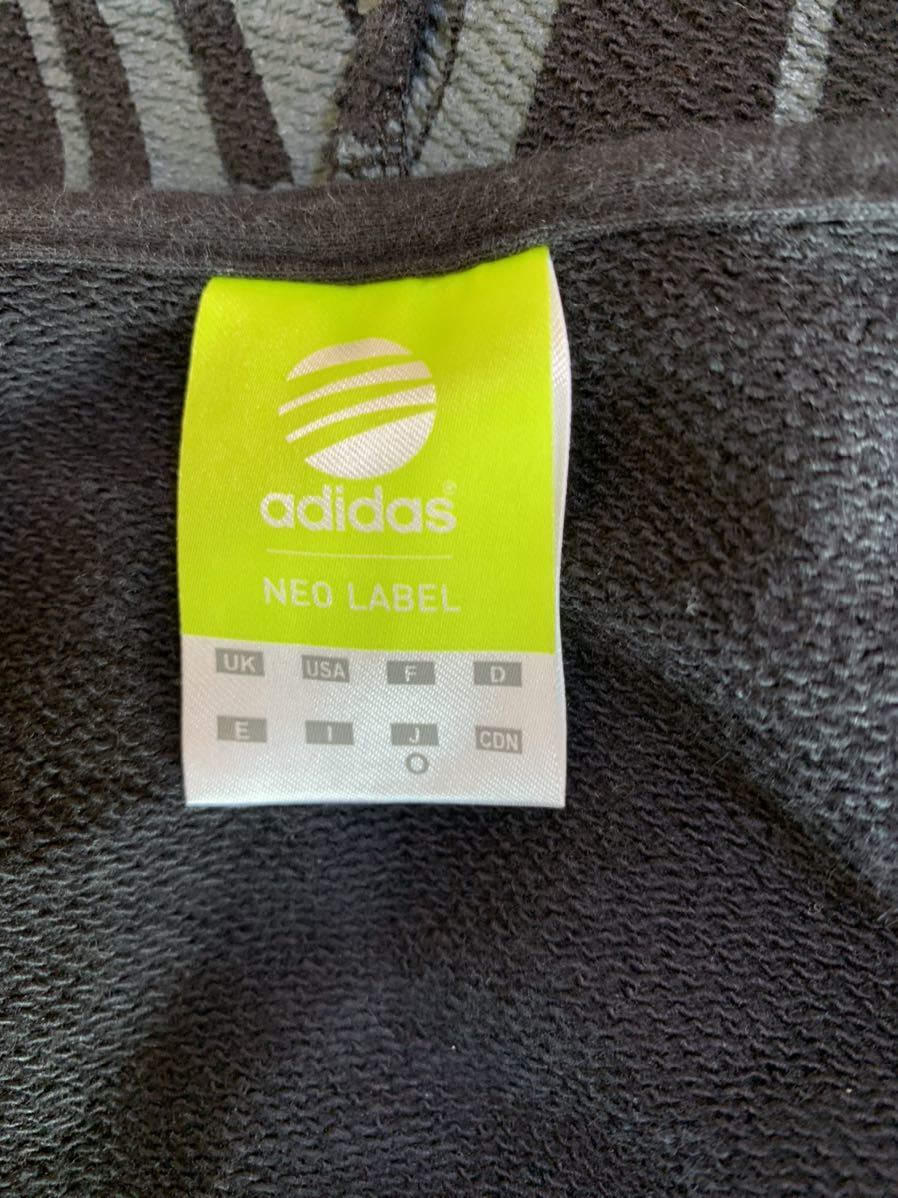 adidas®
NEO LABEL
UK USA F D
E I J CDN
O